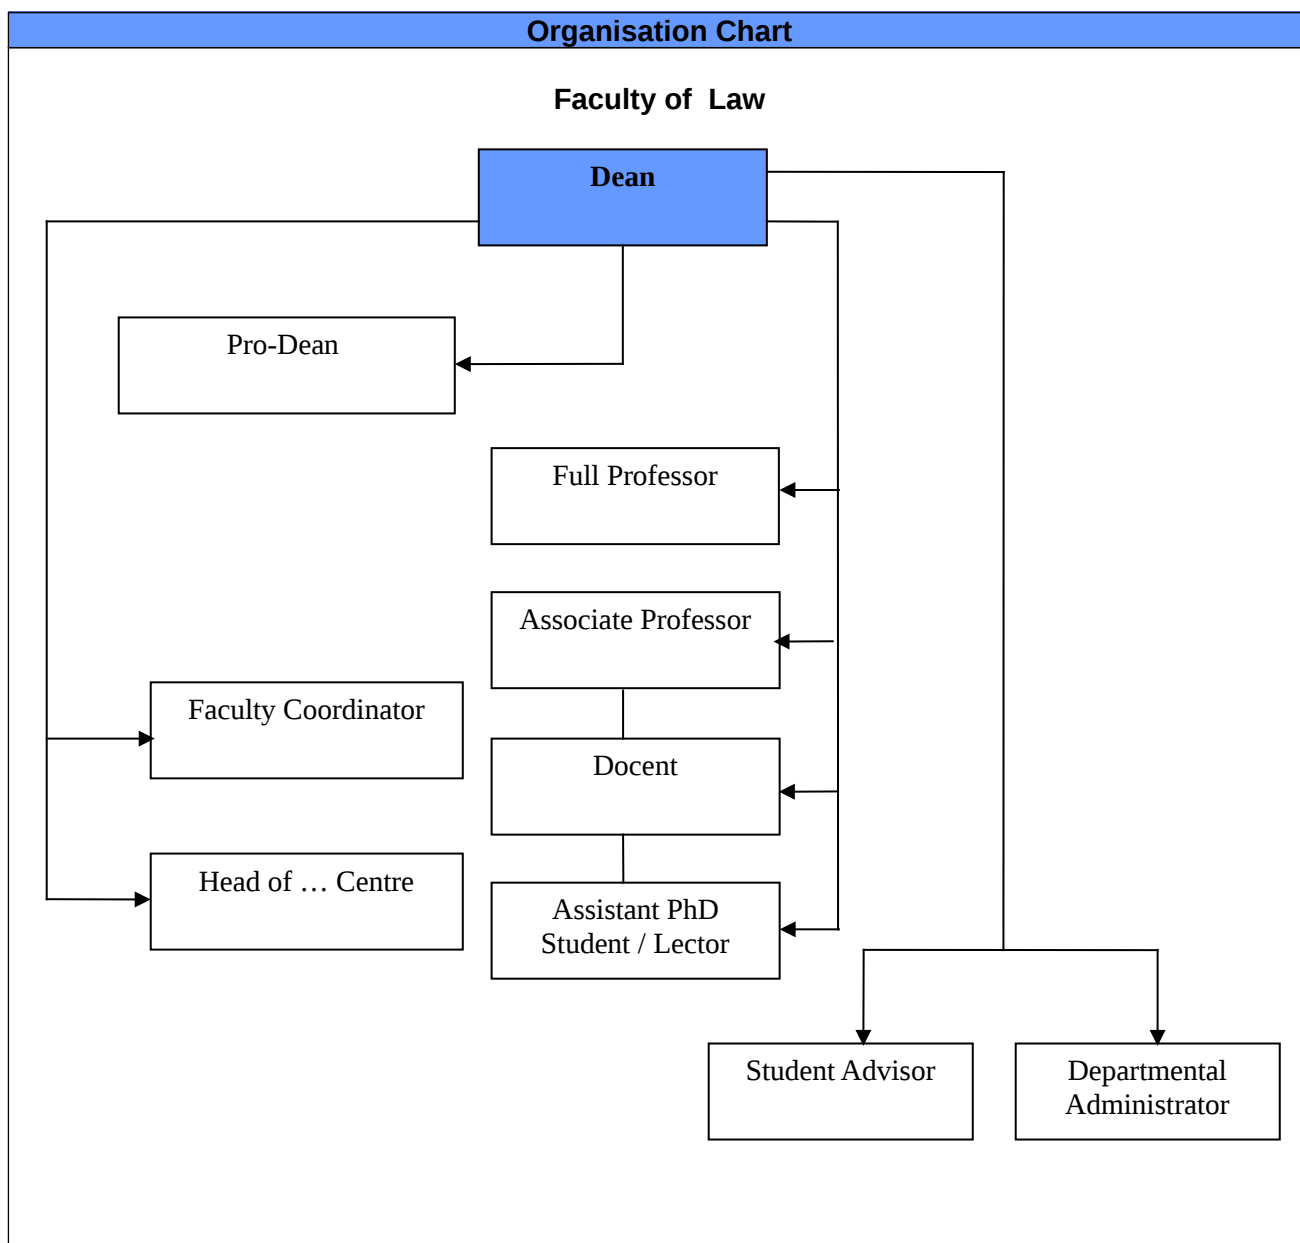 Organisation Chart
Faculty of  Law
Dean
Pro-Dean
Full Professor
Associate Professor
Faculty Coordinator
Docent
Head of … Centre
Assistant PhD
Student / Lector
Student Advisor
Departmental
Administrator